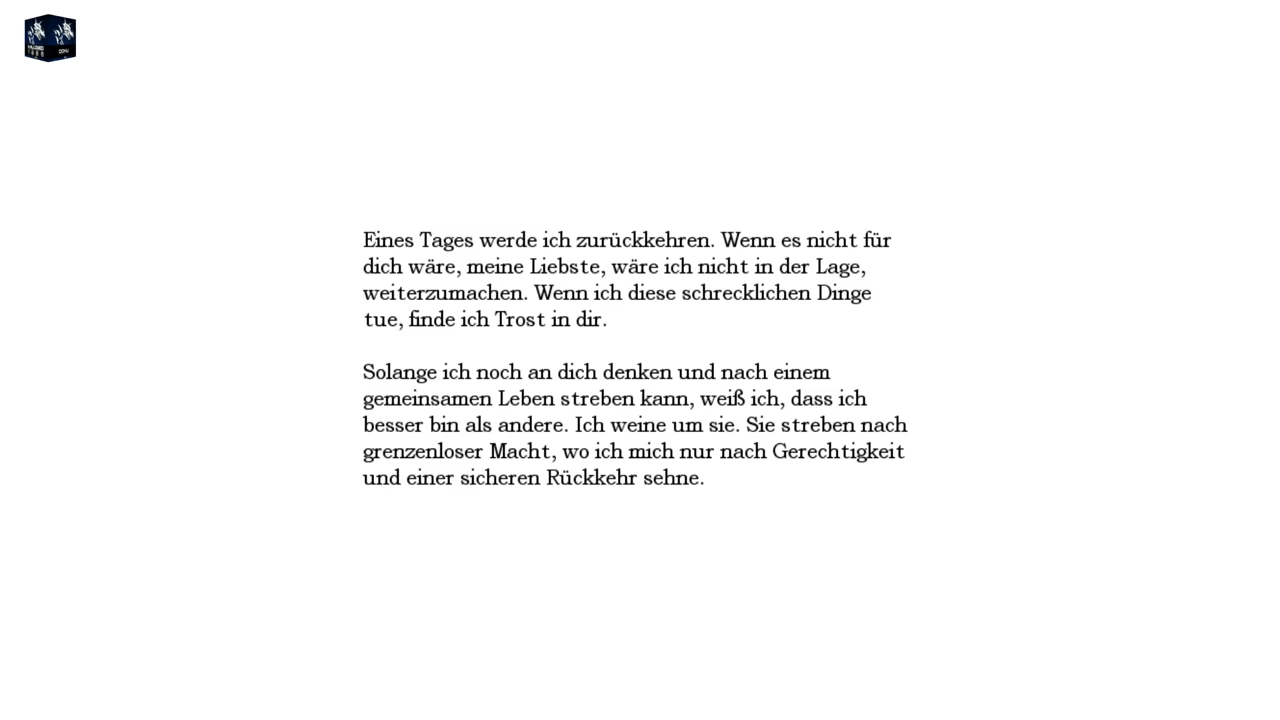 Eines Tages werde ich zurückkehren. Wenn es nicht für
dich wäre, meine Liebste, wäre ich nicht in der Lage,
weiterzumachen. Wenn ich diese schrecklichen Dinge
tue, finde ich Trost in dir.
Solange ich noch an dich denken und nach einem
gemeinsamen Leben streben kann, weiß ich, dass ich
besser bin als andere. Ich weine um sie. Sie streben nach
grenzenloser Macht, wo ich mich nur nach Gerechtigkeit
und einer sicheren Rückkehr sehne.